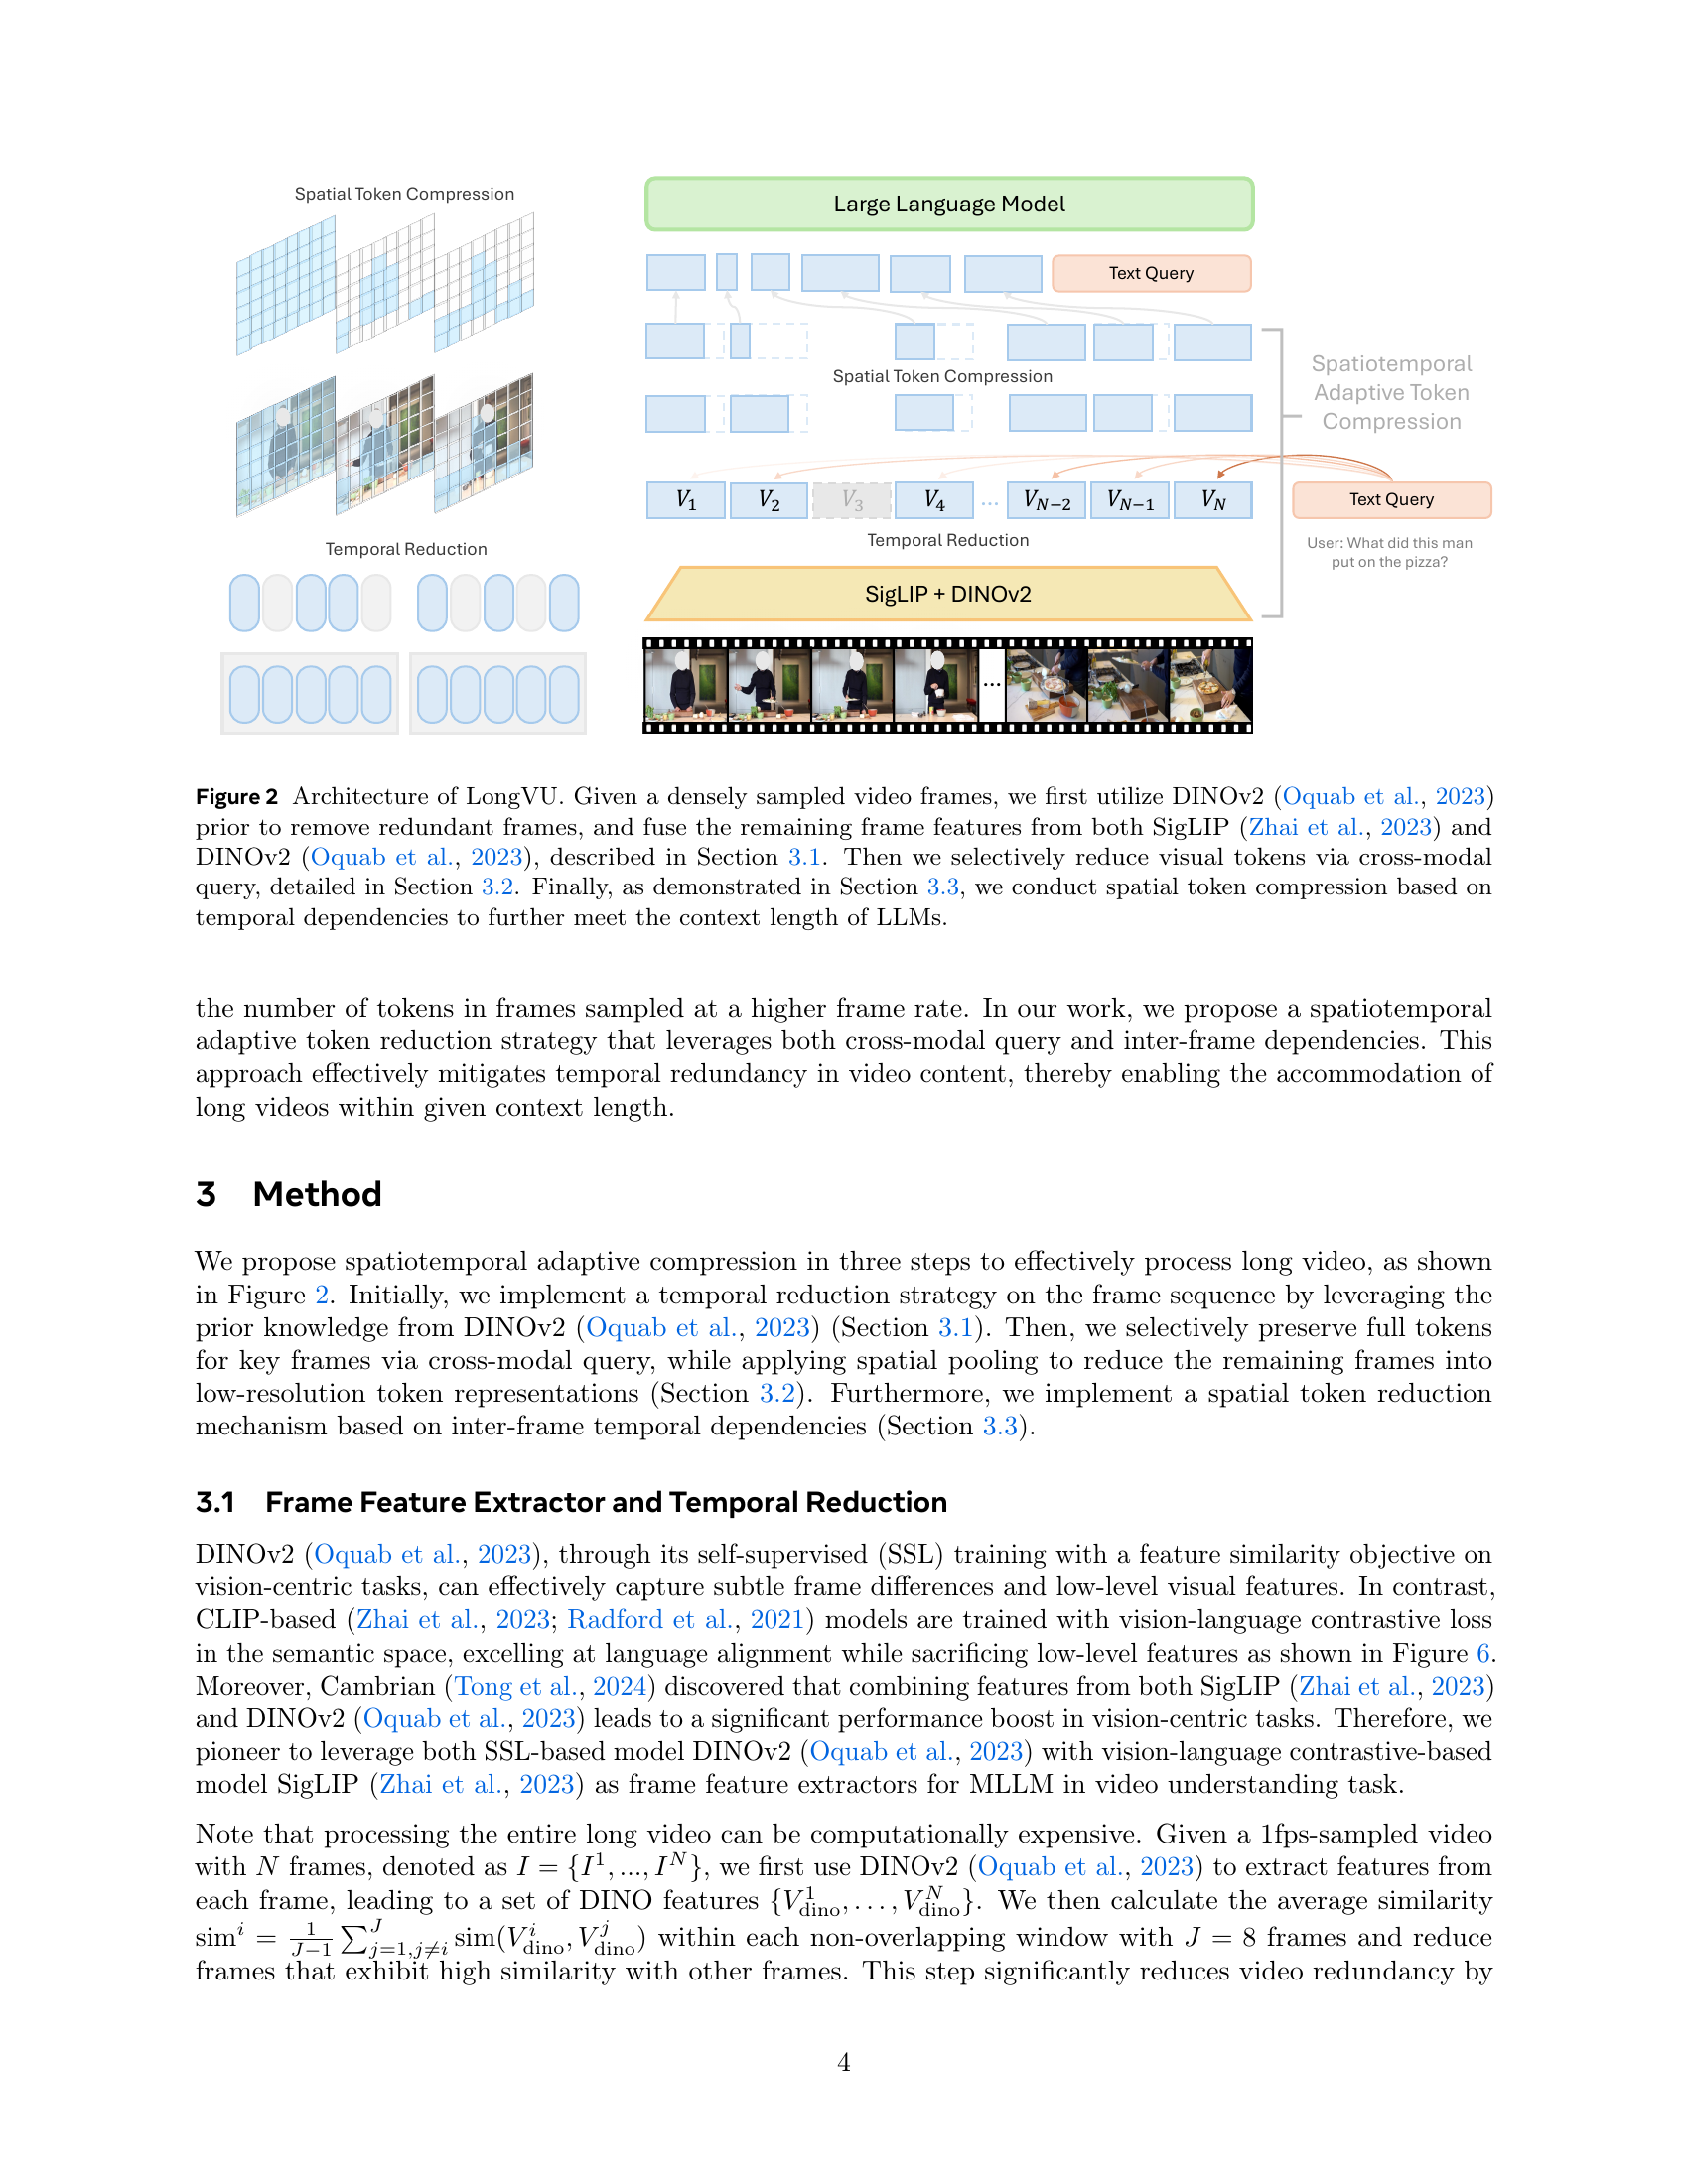 Spatial Token Compression
Temporal Reduction
Large Language Model
Text Query
Spatial Token Compression
V_1 V_2 V_3 V_4 ... V_{N−2} V_{N−1} V_N
Temporal Reduction
SigLIP + DINOv2
...
Spatiotemporal
Adaptive Token
Compression
Text Query
User: What did this man
put on the pizza?
Figure 2 Architecture of LongVU. Given a densely sampled video frames, we first utilize DINOv2 (Oquab et al., 2023)
prior to remove redundant frames, and fuse the remaining frame features from both SigLIP (Zhai et al., 2023) and
DINOv2 (Oquab et al., 2023), described in Section 3.1. Then we selectively reduce visual tokens via cross-modal
query, detailed in Section 3.2. Finally, as demonstrated in Section 3.3, we conduct spatial token compression based on
temporal dependencies to further meet the context length of LLMs.
the number of tokens in frames sampled at a higher frame rate. In our work, we propose a spatiotemporal
adaptive token reduction strategy that leverages both cross-modal query and inter-frame dependencies. This
approach effectively mitigates temporal redundancy in video content, thereby enabling the accommodation of
long videos within given context length.
3 Method
We propose spatiotemporal adaptive compression in three steps to effectively process long video, as shown
in Figure 2. Initially, we implement a temporal reduction strategy on the frame sequence by leveraging the
prior knowledge from DINOv2 (Oquab et al., 2023) (Section 3.1). Then, we selectively preserve full tokens
for key frames via cross-modal query, while applying spatial pooling to reduce the remaining frames into
low-resolution token representations (Section 3.2). Furthermore, we implement a spatial token reduction
mechanism based on inter-frame temporal dependencies (Section 3.3).
3.1 Frame Feature Extractor and Temporal Reduction
DINOv2 (Oquab et al., 2023), through its self-supervised (SSL) training with a feature similarity objective on
vision-centric tasks, can effectively capture subtle frame differences and low-level visual features. In contrast,
CLIP-based (Zhai et al., 2023; Radford et al., 2021) models are trained with vision-language contrastive loss
in the semantic space, excelling at language alignment while sacrificing low-level features as shown in Figure 6.
Moreover, Cambrian (Tong et al., 2024) discovered that combining features from both SigLIP (Zhai et al., 2023)
and DINOv2 (Oquab et al., 2023) leads to a significant performance boost in vision-centric tasks. Therefore, we
pioneer to leverage both SSL-based model DINOv2 (Oquab et al., 2023) with vision-language contrastive-based
model SigLIP (Zhai et al., 2023) as frame feature extractors for MLLM in video understanding task.
Note that processing the entire long video can be computationally expensive. Given a 1fps-sampled video
with N frames, denoted as I = {I^1, ..., I^N}, we first use DINOv2 (Oquab et al., 2023) to extract features from
each frame, leading to a set of DINO features {V^1_dino, . . . , V^N_dino}. We then calculate the average similarity
sim^i = \frac{1}{J−1} ∑^J_{j=1,j≠i} sim(V^i_dino, V^j_dino) within each non-overlapping window with J = 8 frames and reduce
frames that exhibit high similarity with other frames. This step significantly reduces video redundancy by
4